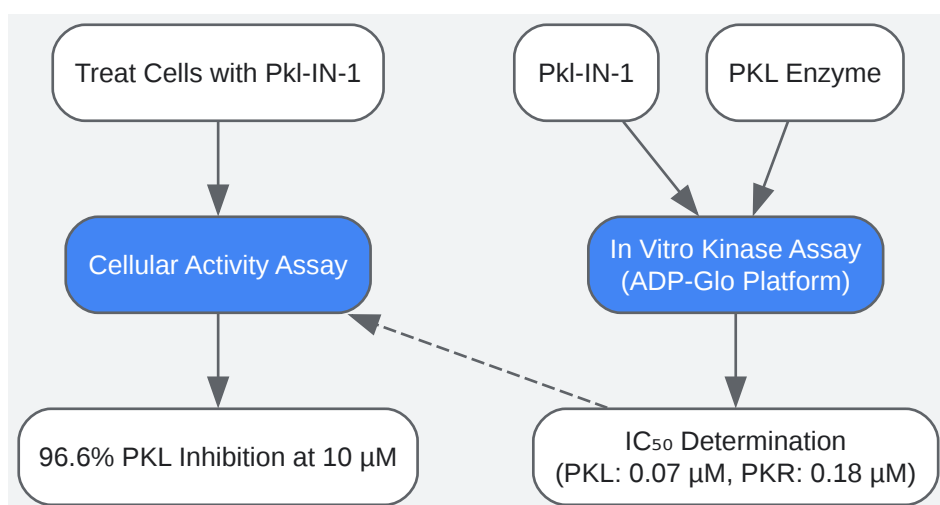 Treat Cells with Pkl-IN-1
Pkl-IN-1
PKL Enzyme
Cellular Activity Assay
In Vitro Kinase Assay
(ADP-Glo Platform)
96.6% PKL Inhibition at 10 µM
IC₅₀ Determination
(PKL: 0.07 µM, PKR: 0.18 µM)